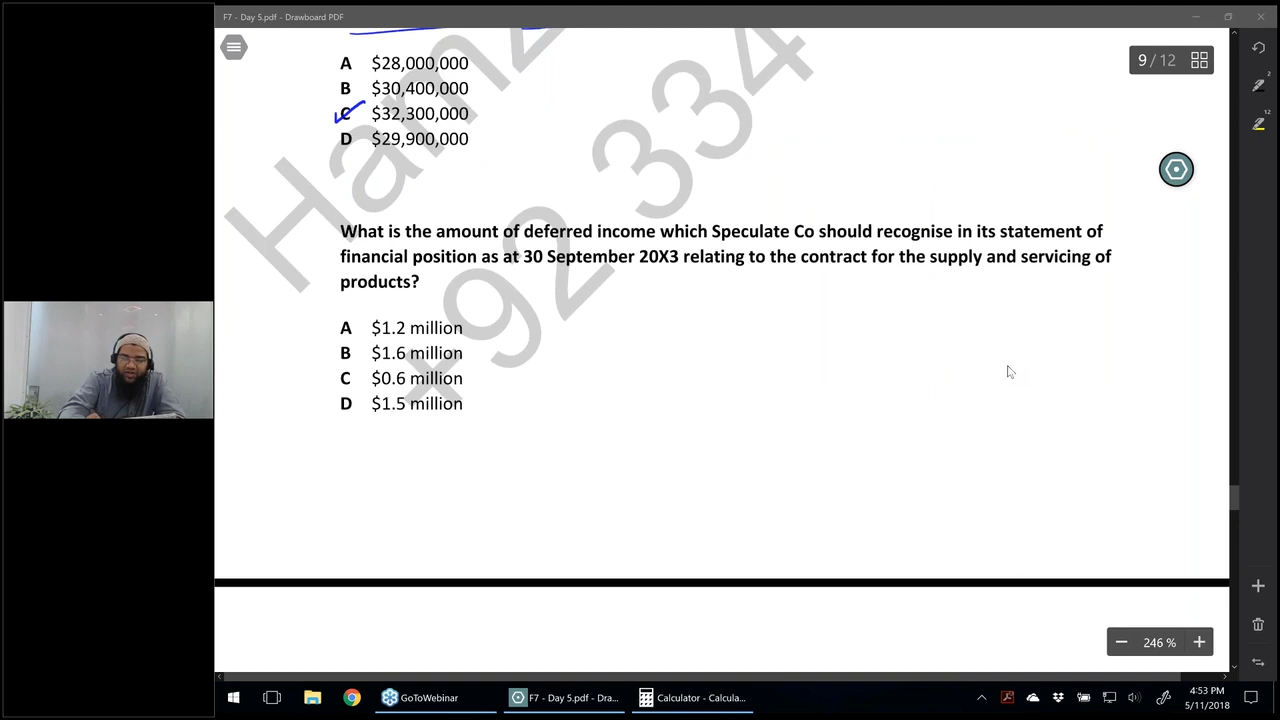 F7 - Day 5.pdf - Drawboard PDF
9 / 12
2
12
A $28,000,000
B $30,400,000
C $32,300,000
D $29,900,000
What is the amount of deferred income which Speculate Co should recognise in its statement of
financial position as at 30 September 20X3 relating to the contract for the supply and servicing of
products?
A $1.2 million
B $1.6 million
C $0.6 million
D $1.5 million
+92 334
246 %
GoToWebinar
F7 - Day 5.pdf - Dra...
Calculator - Calcula...
4:53 PM
5/11/2018